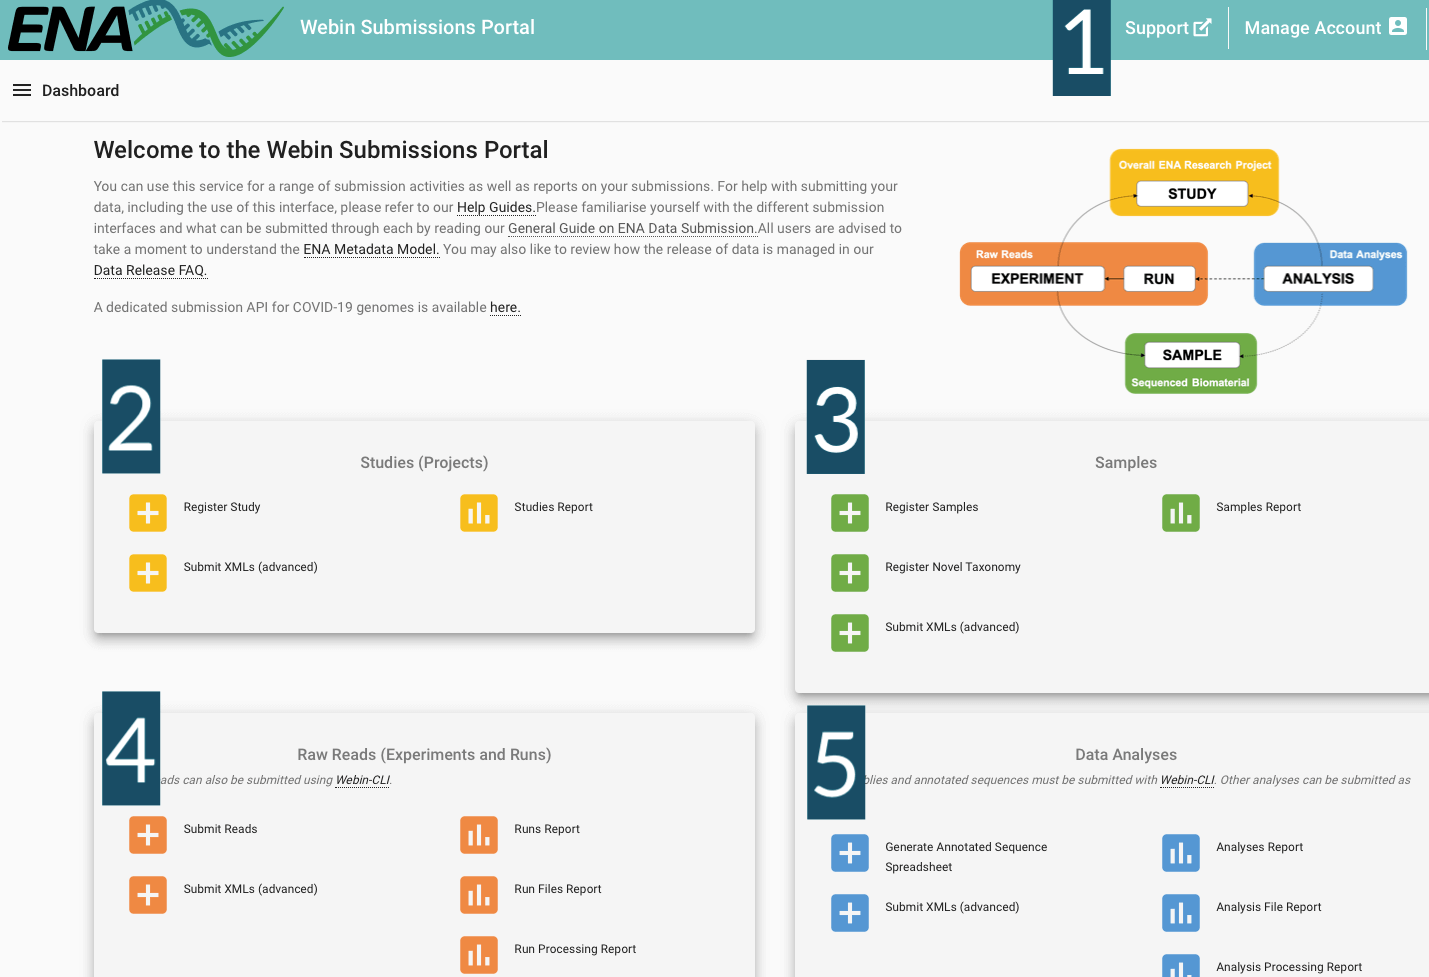 ENA
Webin Submissions Portal
1
Support
Manage Account
Dashboard
Welcome to the Webin Submissions Portal
You can use this service for a range of submission activities as well as reports on your submissions. For help with submitting your
data, including the use of this interface, please refer to our Help Guides.Please familiarise yourself with the different submission
interfaces and what can be submitted through each by reading our General Guide on ENA Data Submission.All users are advised to
take a moment to understand the ENA Metadata Model. You may also like to review how the release of data is managed in our
Data Release FAQ.
A dedicated submission API for COVID-19 genomes is available here.
Overall ENA Research Project
STUDY
Raw Reads
Data Analyses
EXPERIMENT
RUN
ANALYSIS
SAMPLE
Sequenced Biomaterial
2
Studies (Projects)
Register Study
Studies Report
Submit XMLs (advanced)
3
Samples
Register Samples
Samples Report
Register Novel Taxonomy
Submit XMLs (advanced)
4
Raw Reads (Experiments and Runs)
ads can also be submitted using Webin-CLI.
Submit Reads
Runs Report
Submit XMLs (advanced)
Run Files Report
Run Processing Report
5
Data Analyses
blies and annotated sequences must be submitted with Webin-CLI. Other analyses can be submitted as
Generate Annotated Sequence
Spreadsheet
Analyses Report
Submit XMLs (advanced)
Analysis File Report
Analysis Processing Report